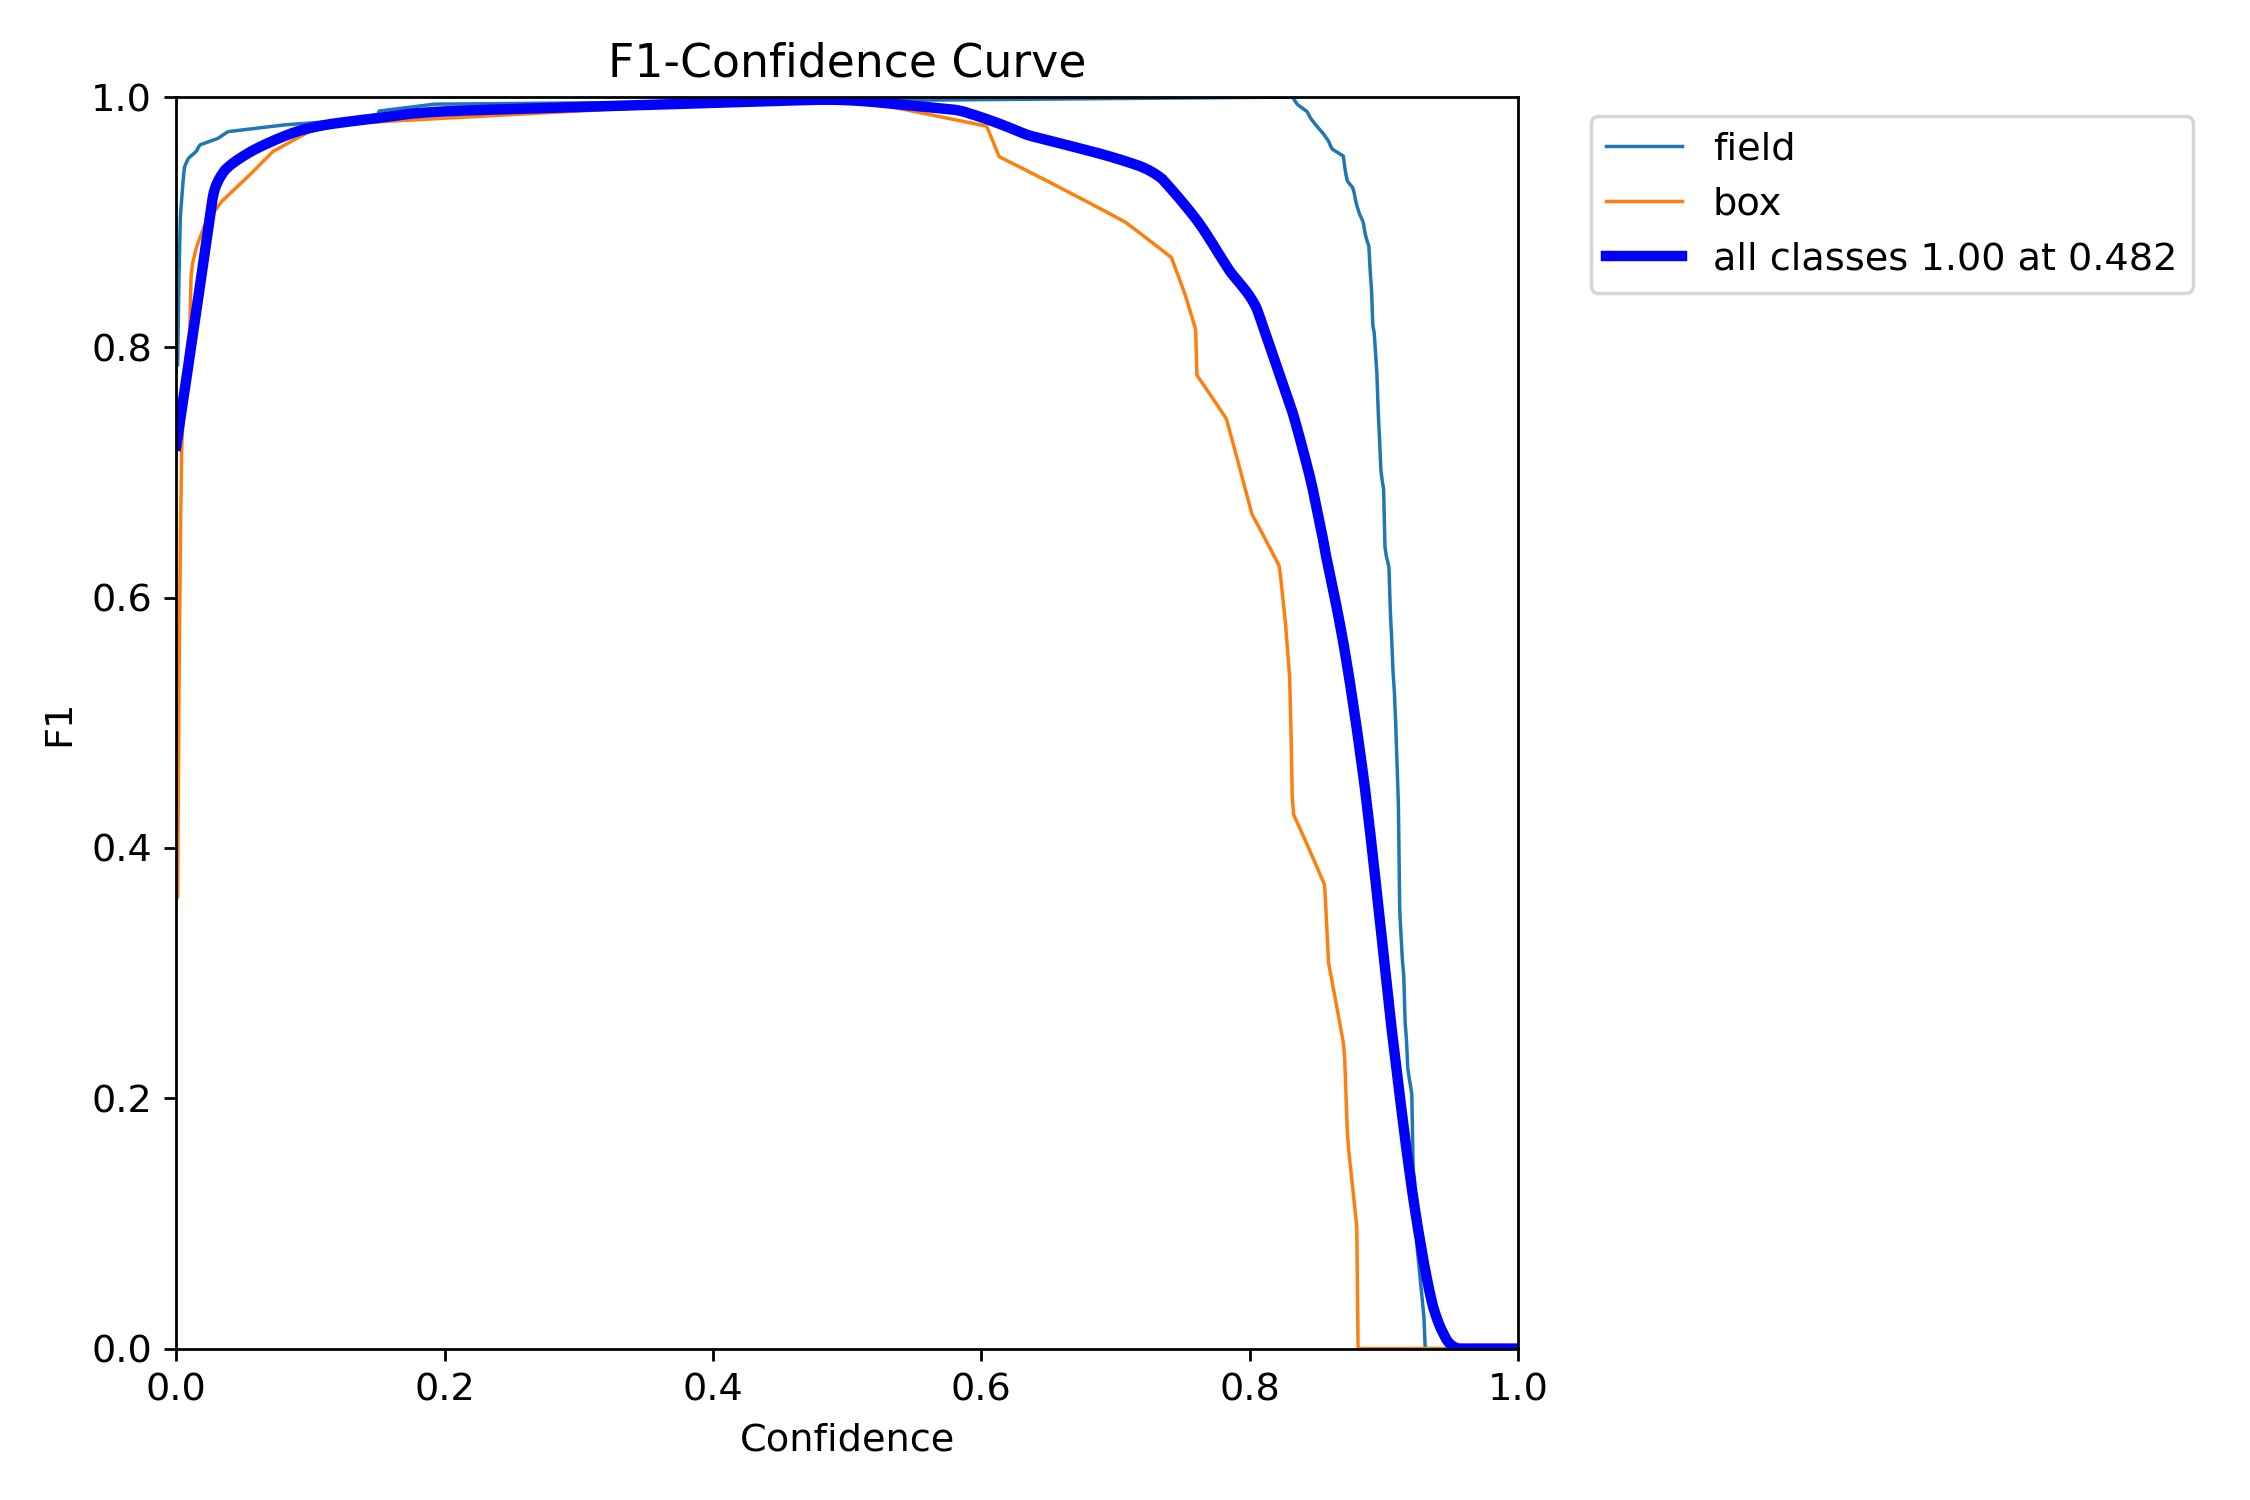 F1-Confidence Curve
1.0
0.8
0.6
0.4
0.2
0.0
F1
0.0 0.2 0.4 0.6 0.8 1.0
Confidence
field
box
all classes 1.00 at 0.482